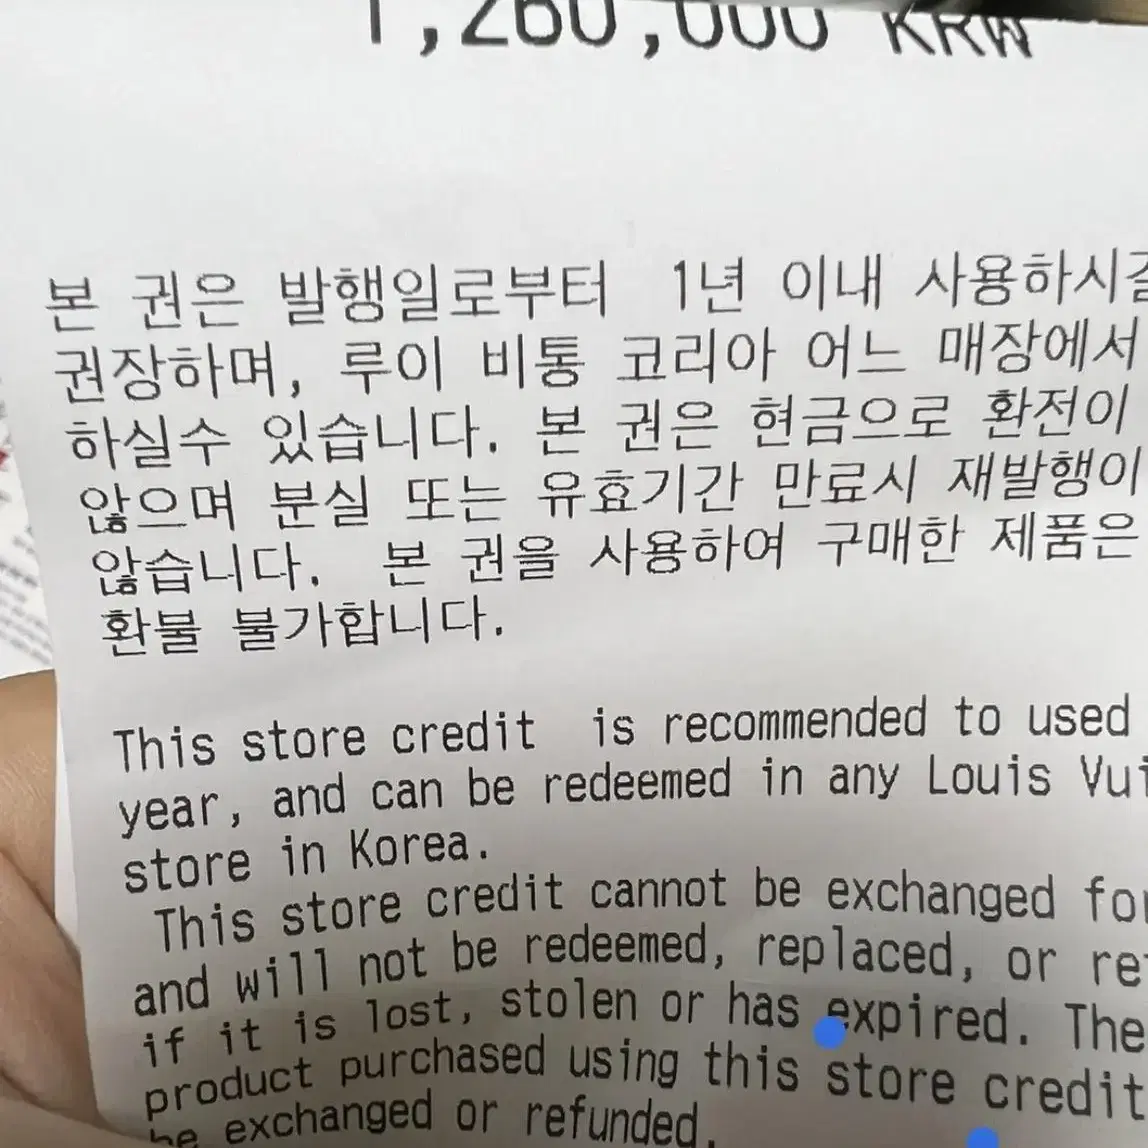 1,260,000 KRW
본 권은 발행일로부터 1년 이내
권장하며, 루이 비통 코리아 어느 매장에서
하실수 있습니다. 본 권은 현금으로 환전이
않으며 분실 또는 유효기간 만료시 재발행이
않습니다. 본 권을 사용하여 구매한 제품은
환불 불가합니다.
This store credit is recommended to used
year, and can be redeemed in any Louis
store in Korea.
This store credit cannot be exchanged
and will not be redeemed, replaced, or
if it is lost, stolen or has expired. The
product purchased using this store credit
be exchanged or refunded.